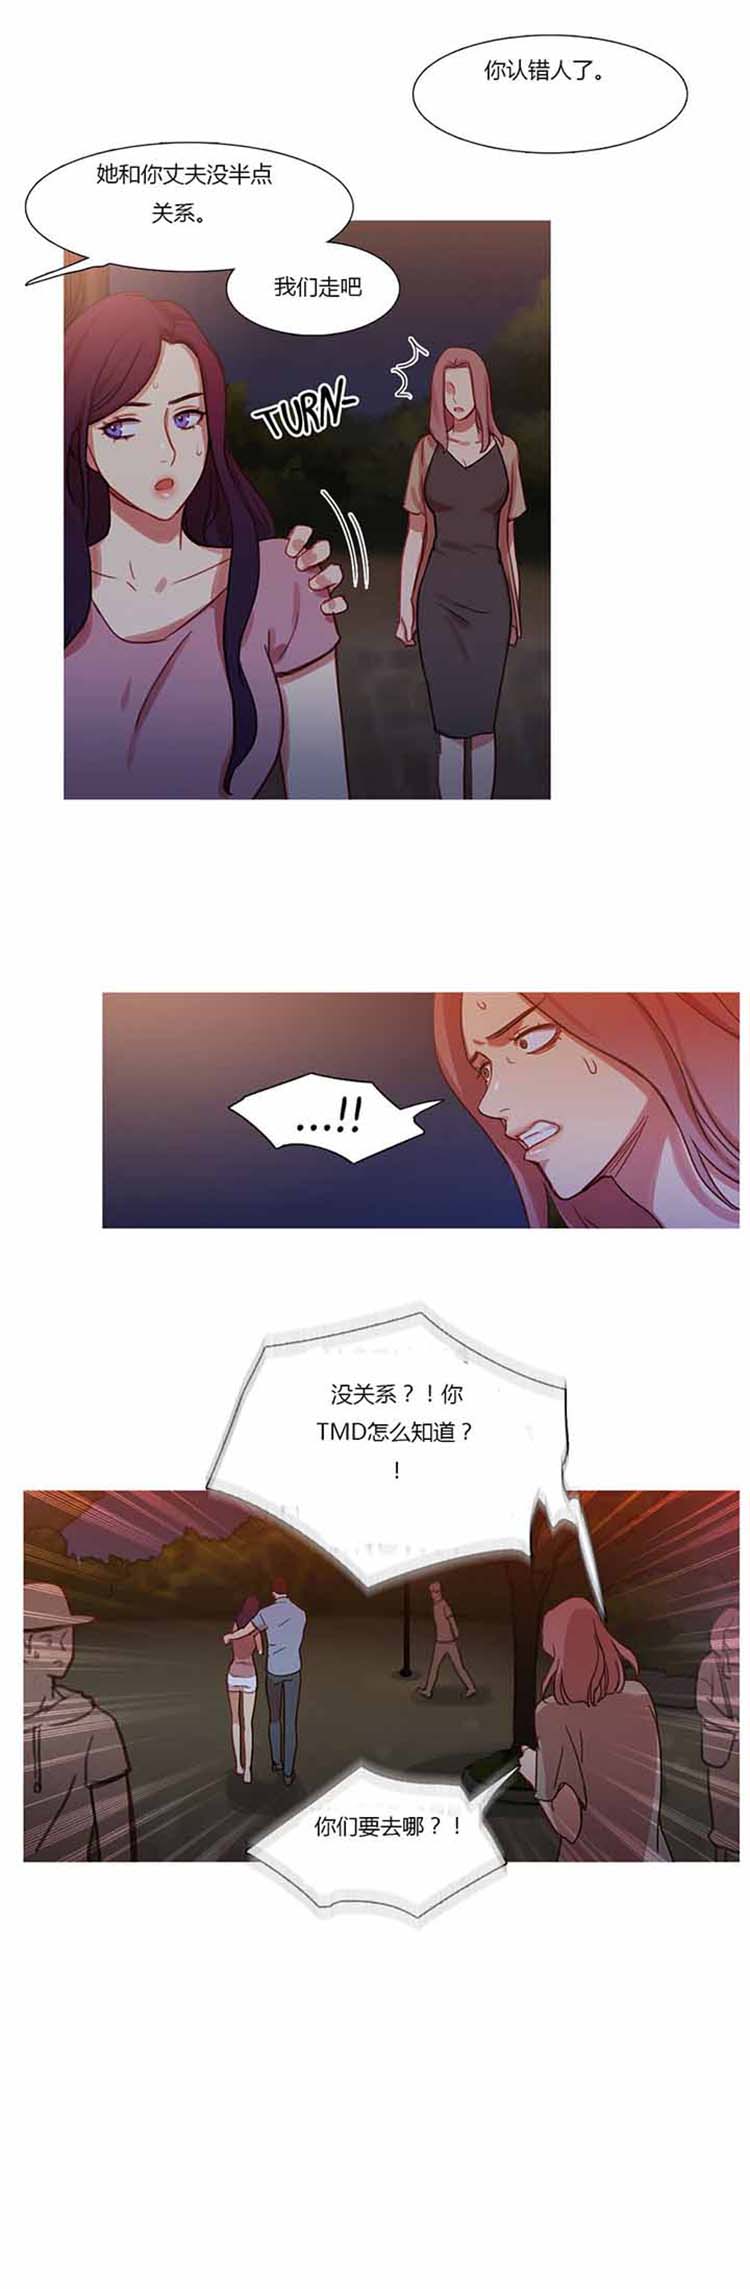 你认错人了。
她和你丈夫没半点
关系。
我们走吧
TURN-
...!!
没关系？！你
TMD怎么知道？
！
你们要去哪？！